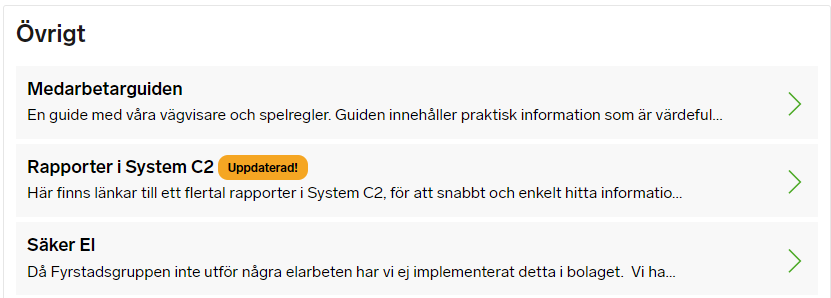 Övrigt
Medarbetarguiden
En guide med våra vägvisare och spelregler. Guiden innehåller praktisk information som är värdeful...
Rapporter i System C2 Uppdaterad!
Här finns länkar till ett flertal rapporter i System C2, för att snabbt och enkelt hitta informatio...
Säker El
Då Fyrstadsgruppen inte utför några elarbeten har vi ej implementerat detta i bolaget.  Vi ha...